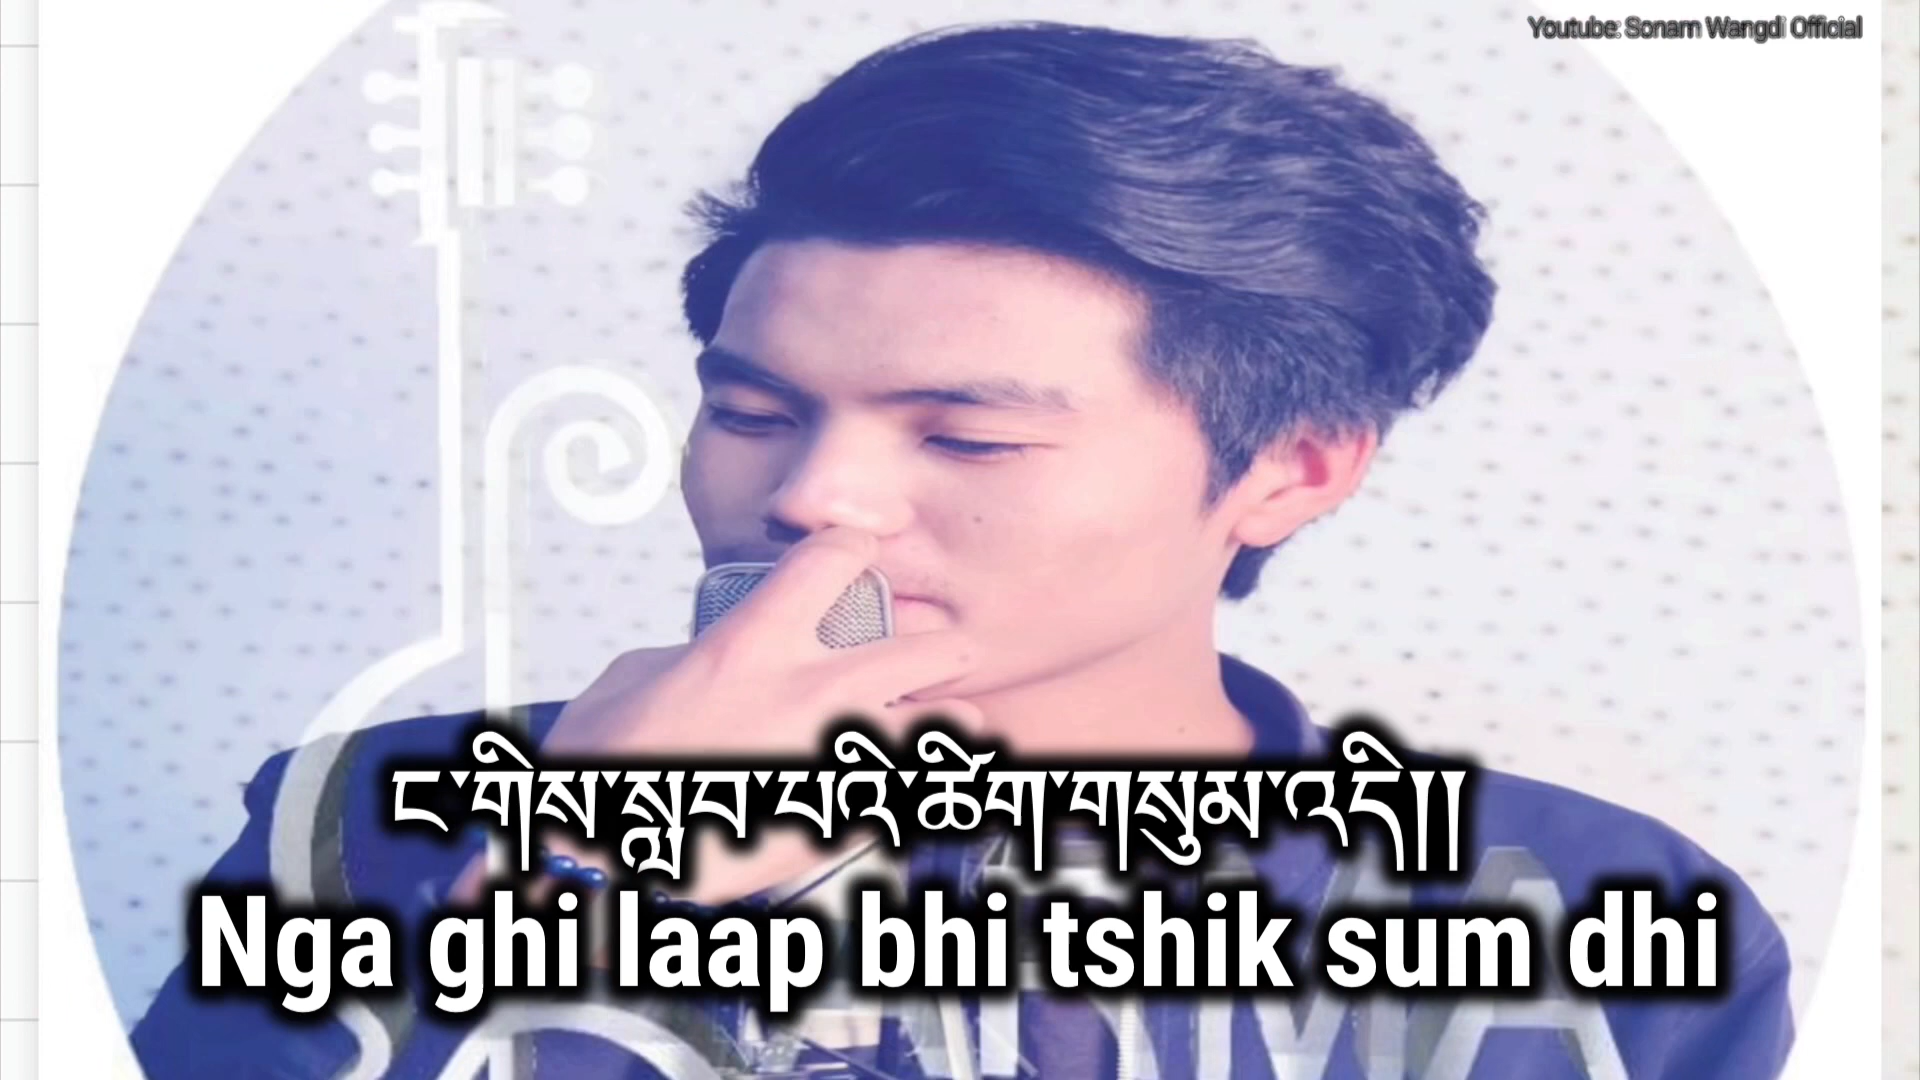 Youtube: Sonam Wangdi Official
ང་གིས་སླབ་པའི་ཚིག་གསུམ་འདི།།
Nga ghi laap bhi tshik sum dhi